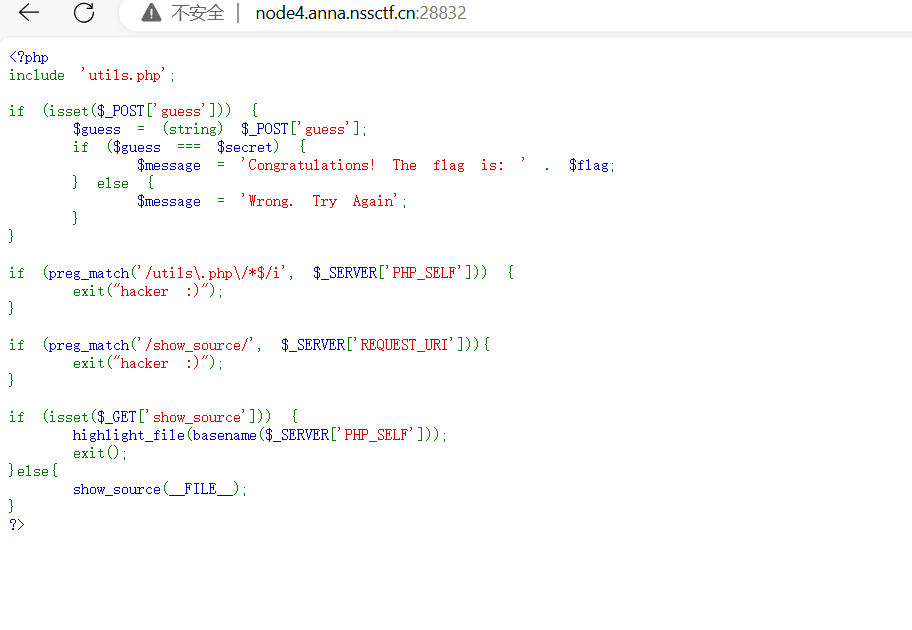 不安全 | node4.anna.nssctf.cn:28832
<?php
include 'utils.php';
if (isset($_POST['guess'])) {
$guess = (string) $_POST['guess'];
if ($guess === $secret) {
$message = 'Congratulations! The flag is: ' . $flag;
} else {
$message = 'Wrong. Try Again';
}
}
if (preg_match('/utils\.php\/*$/i', $_SERVER['PHP_SELF'])) {
exit("hacker :)");
}
if (preg_match('/show_source/', $_SERVER['REQUEST_URI'])){
exit("hacker :)");
}
if (isset($_GET['show_source'])) {
highlight_file(basename($_SERVER['PHP_SELF']));
exit();
}else{
show_source(__FILE__);
}
?>